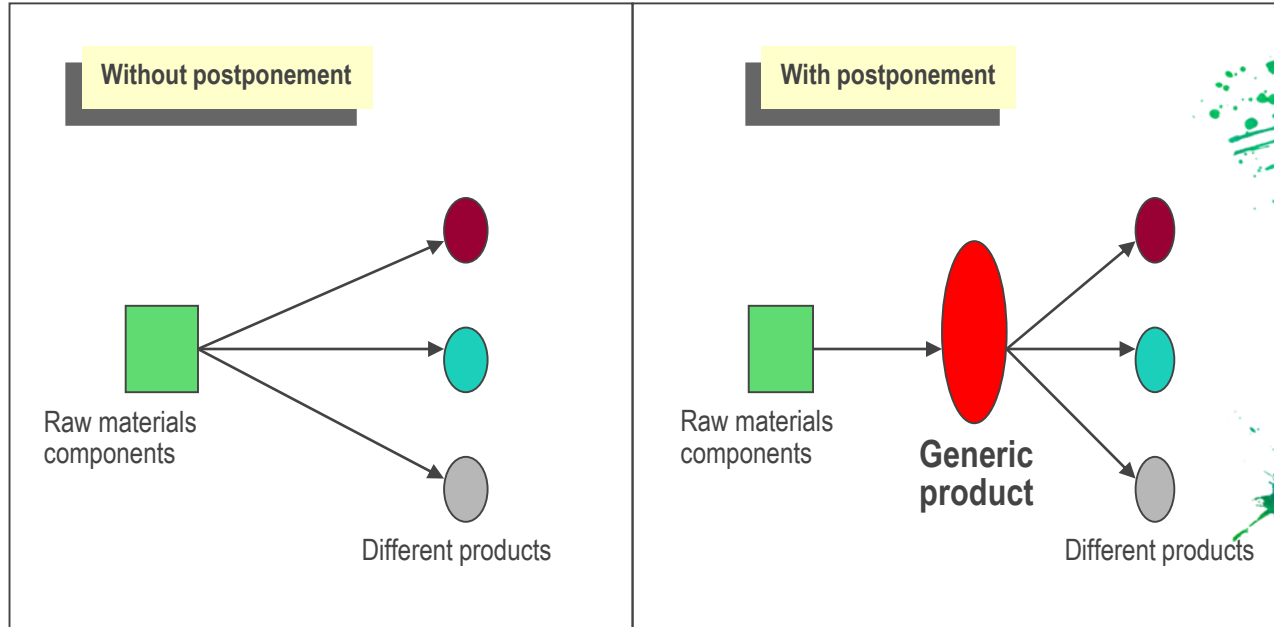 Without postponement
Raw materials
components
Different products
With postponement
Raw materials
components
Generic
product
Different products